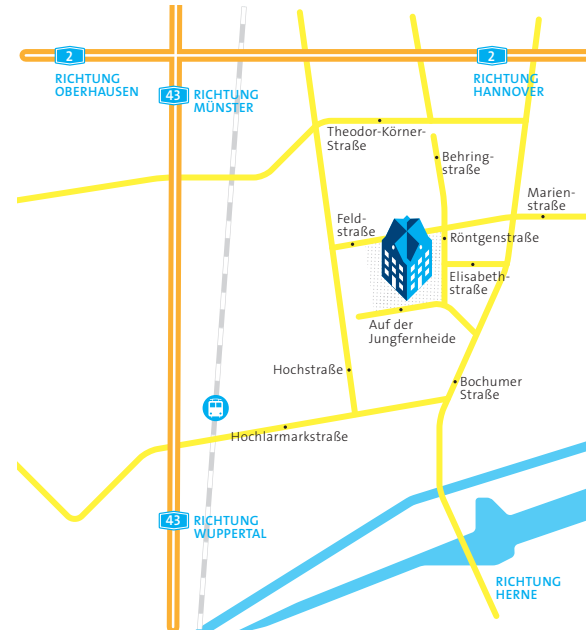 2
RICHTUNG
OBERHAUSEN
2
RICHTUNG
HANNOVER
43
RICHTUNG
MÜNSTER
Theodor-Körner-
Straße
Behring-
straße
Marien-
straße
Feld-
straße
Röntgenstraße
Elisabeth-
straße
Auf der
Jungfernheide
Hochstraße
Bochumer
Straße
Hochlarmarkstraße
43
RICHTUNG
WUPPERTAL
RICHTUNG
HERNE